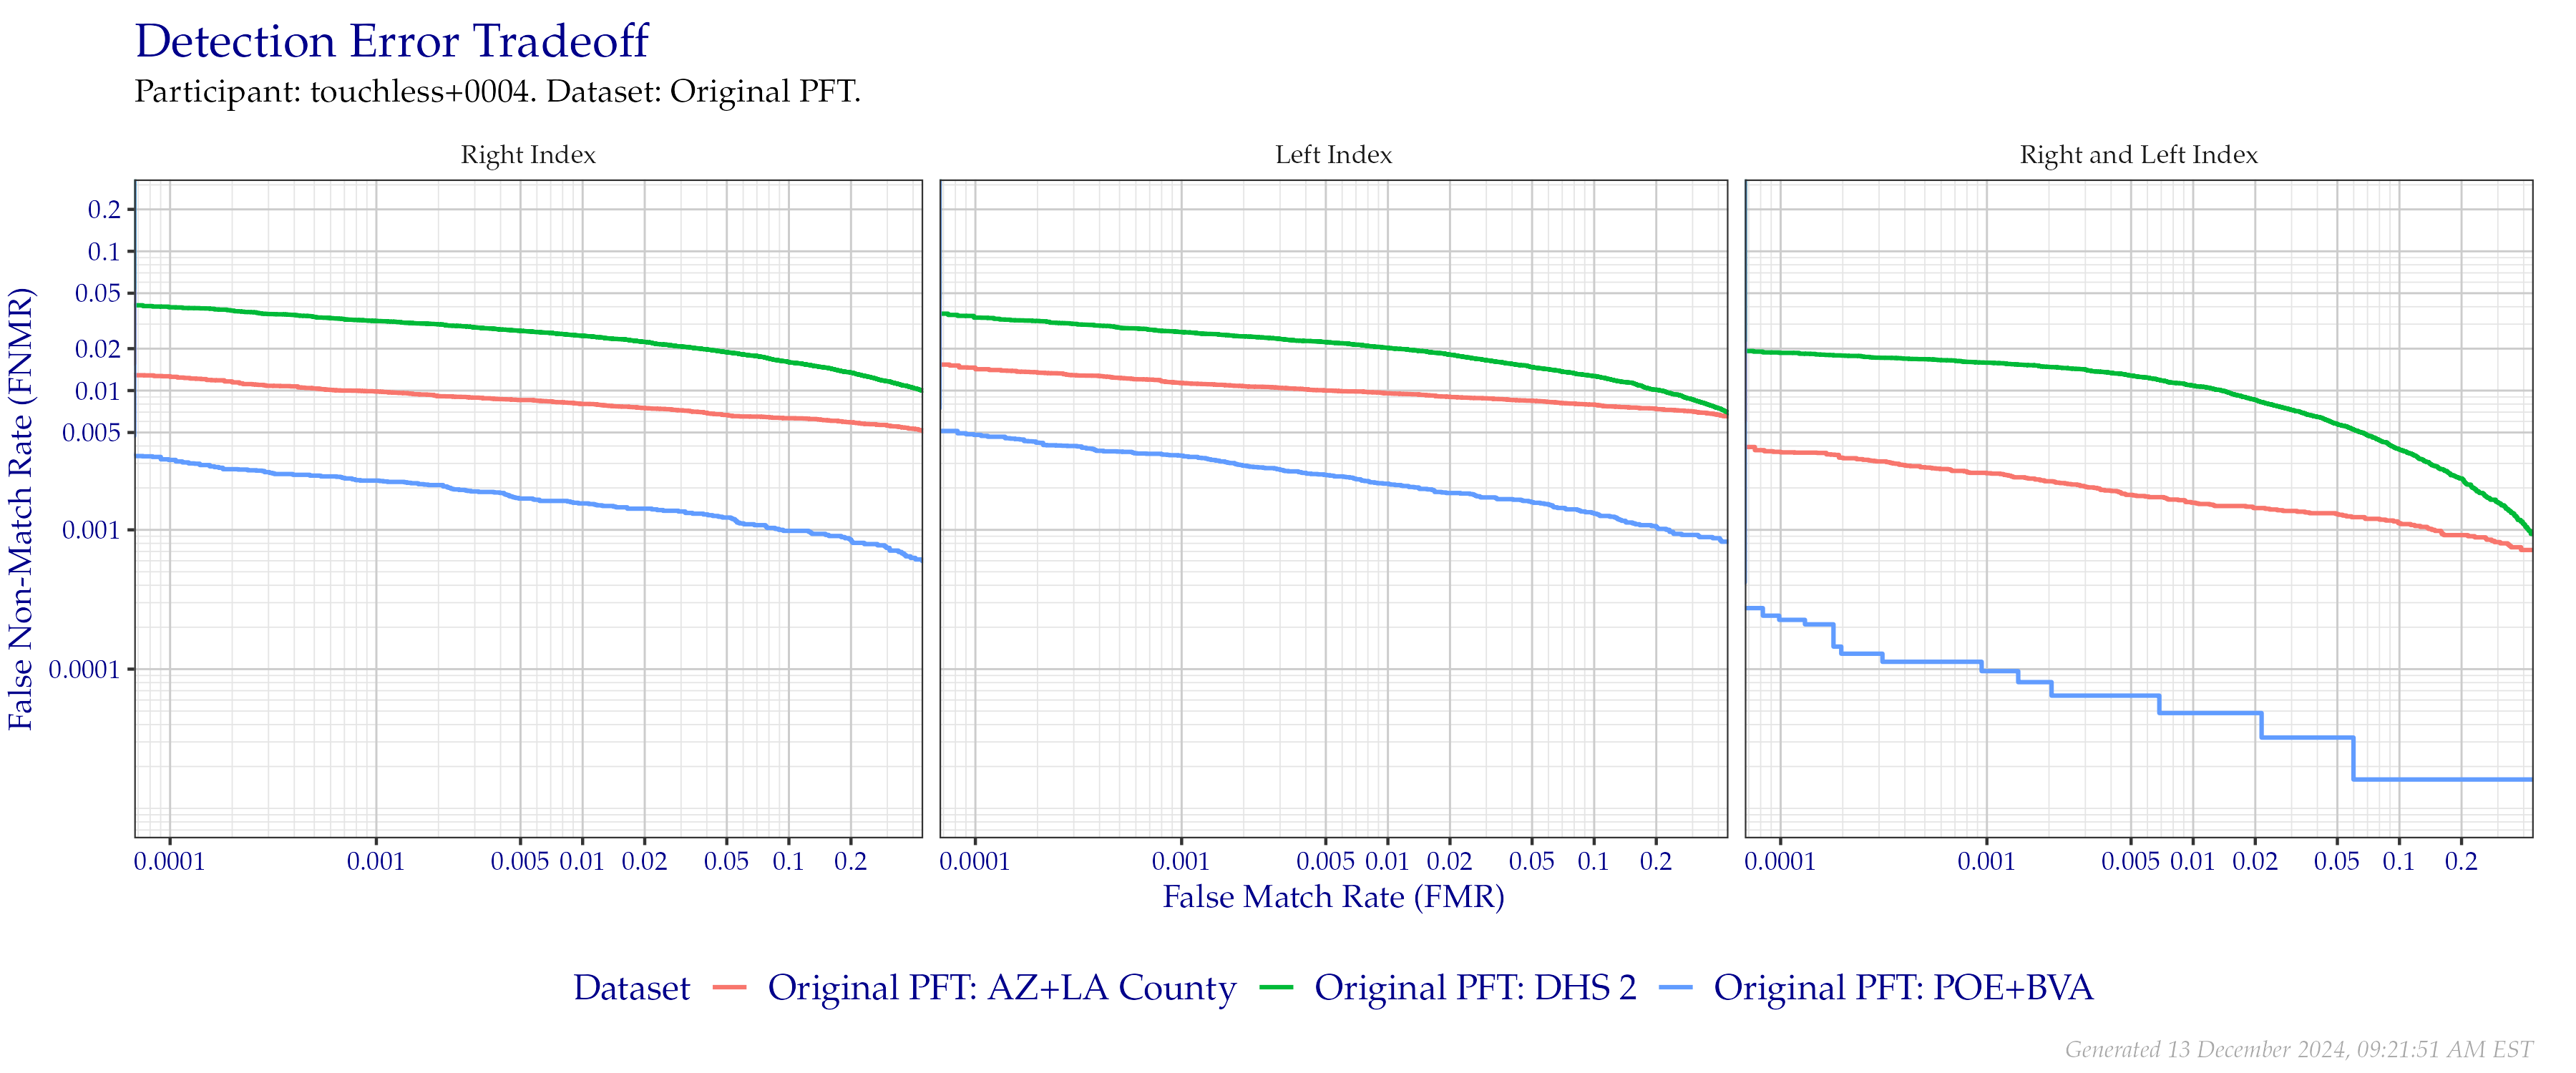 Detection Error Tradeoff
Participant: touchless+0004. Dataset: Original PFT.
Right Index
Left Index
Right and Left Index
False Non-Match Rate (FNMR)
0.2
0.1
0.05
0.02
0.01
0.005
0.001
0.0001
0.0001 0.001 0.005 0.01 0.02 0.05 0.1 0.2
0.0001 0.001 0.005 0.01 0.02 0.05 0.1 0.2
0.0001 0.001 0.005 0.01 0.02 0.05 0.1 0.2
False Match Rate (FMR)
Dataset Original PFT: AZ+LA County Original PFT: DHS 2 Original PFT: POE+BVA
Generated 13 December 2024, 09:21:51 AM EST